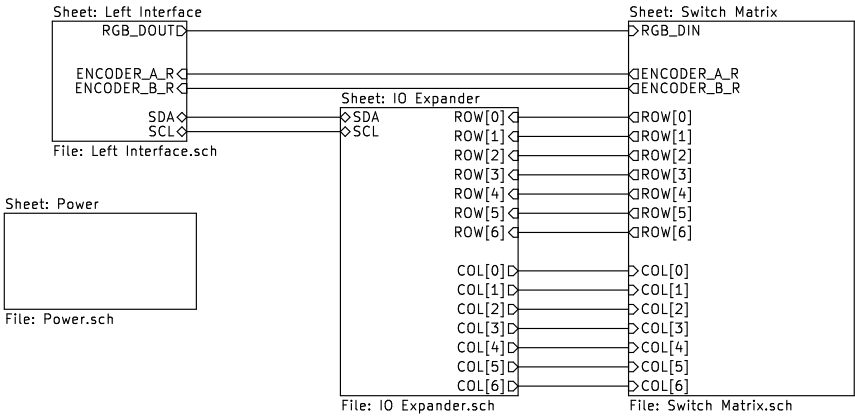 Sheet: Left Interface
RGB_DOUT
ENCODER_A_R
ENCODER_B_R
SDA
SCL
File: Left Interface.sch
Sheet: Power
File: Power.sch
Sheet: IO Expander
SDA
SCL
ROW[0]
ROW[1]
ROW[2]
ROW[3]
ROW[4]
ROW[5]
ROW[6]
COL[0]
COL[1]
COL[2]
COL[3]
COL[4]
COL[5]
COL[6]
File: IO Expander.sch
Sheet: Switch Matrix
RGB_DIN
ENCODER_A_R
ENCODER_B_R
ROW[0]
ROW[1]
ROW[2]
ROW[3]
ROW[4]
ROW[5]
ROW[6]
COL[0]
COL[1]
COL[2]
COL[3]
COL[4]
COL[5]
COL[6]
File: Switch Matrix.sch